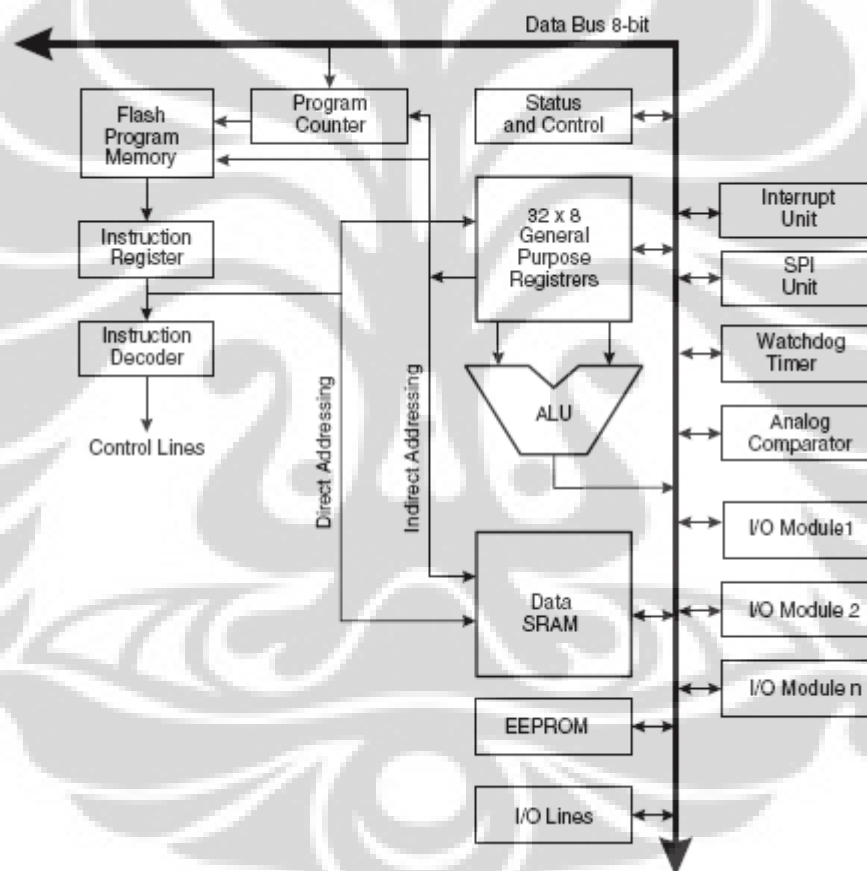 Data Bus 8-bit
Flash
Program
Memory
Program
Counter
Status
and Control
Interrupt
Unit
32 x 8
General
Purpose
Registrers
Instruction
Register
SPI
Unit
Instruction
Decoder
Watchdog
Timer
Direct Addressing
Indirect Addressing
ALU
Control Lines
Analog
Comparator
I/O Module1
Data
SRAM
I/O Module 2
I/O Module n
EEPROM
I/O Lines